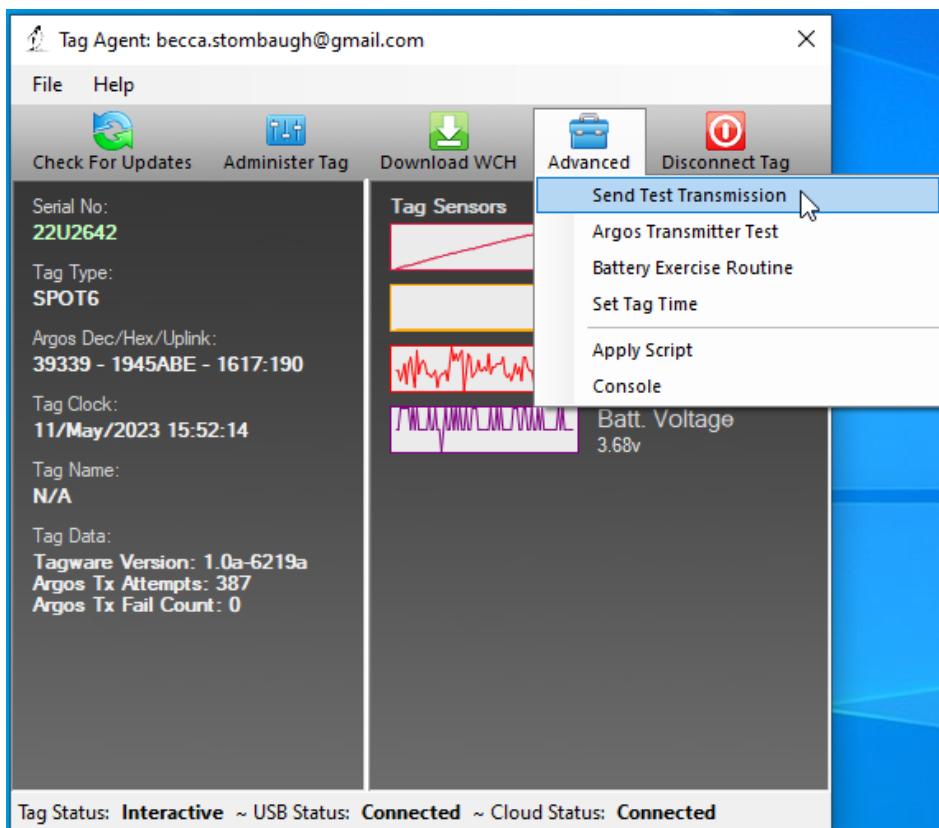 Tag Agent: becca.stombaugh@gmail.com
File Help
Check For Updates Administer Tag Download WCH Advanced Disconnect Tag
Serial No:
22U2642
Tag Type:
SPOT6
Argos Dec/Hex/Uplink:
39339 - 1945ABE - 1617:190
Tag Clock:
11/May/2023 15:52:14
Tag Name:
N/A
Tag Data:
Tagware Version: 1.0a-6219a
Argos Tx Attempts: 387
Argos Tx Fail Count: 0
Tag Sensors
Send Test Transmission
Argos Transmitter Test
Battery Exercise Routine
Set Tag Time
Apply Script
Console
Batt. Voltage
3.68v
Tag Status: Interactive ~ USB Status: Connected ~ Cloud Status: Connected